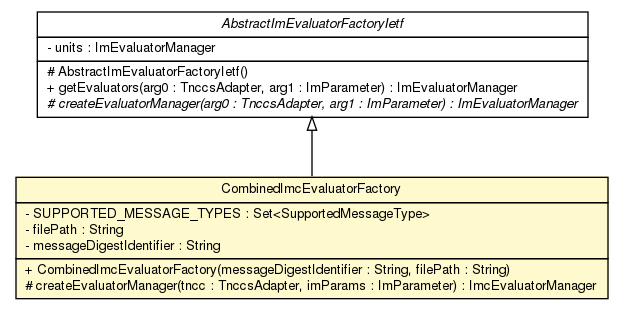 AbstractImEvaluatorFactoryIetf
- units : ImEvaluatorManager
# AbstractImEvaluatorFactoryIetf()
+ getEvaluators(arg0 : TnccsAdapter, arg1 : ImParameter) : ImEvaluatorManager
# createEvaluatorManager(arg0 : TnccsAdapter, arg1 : ImParameter) : ImEvaluatorManager
CombinedImcEvaluatorFactory
- SUPPORTED_MESSAGE_TYPES : Set<SupportedMessageType>
- filePath : String
- messageDigestIdentifier : String
+ CombinedImcEvaluatorFactory(messageDigestIdentifier : String, filePath : String)
# createEvaluatorManager(tncc : TnccsAdapter, imParams : ImParameter) : ImcEvaluatorManager